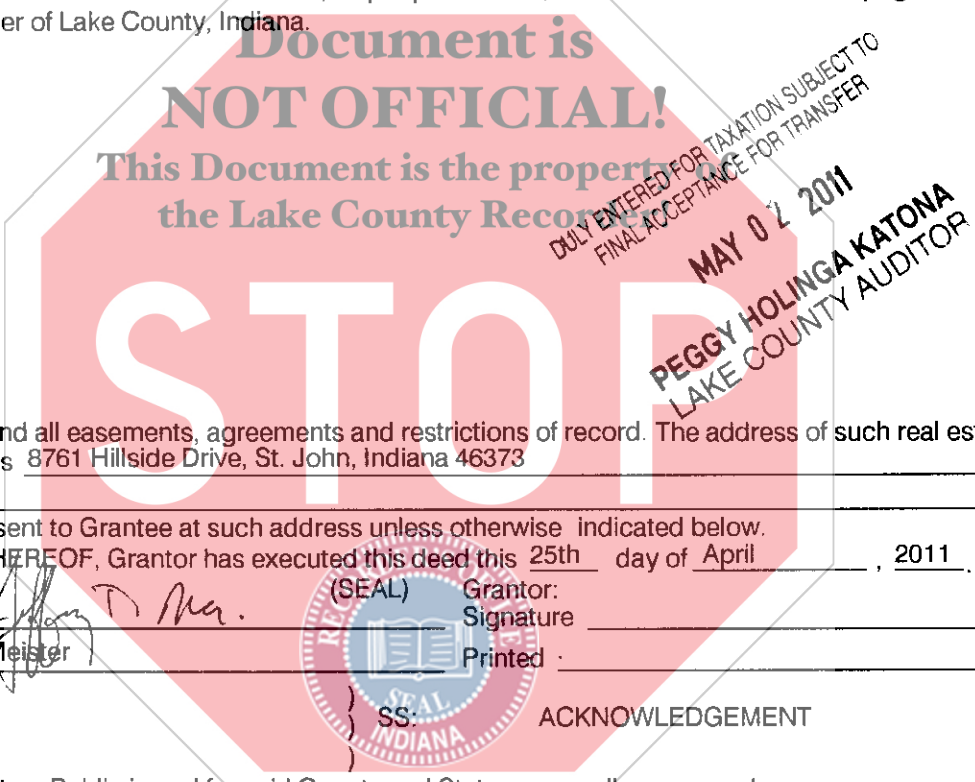 er of Lake County, Indiana.
Document is
NOT OFFICIAL!
This Document is the property of
the Lake County Recorder!
DULY ENTERED FOR TAXATION SUBJECT TO
FINAL ACCEPTANCE FOR TRANSFER
MAY 02 2011
PEGGY HOLINGA KATONA
LAKE COUNTY AUDITOR
STOP
nd all easements, agreements and restrictions of record. The address of such real est
s 8761 Hillside Drive, St. John, Indiana 46373
sent to Grantee at such address unless otherwise indicated below.
HEREOF, Grantor has executed this deed this 25th day of April , 2011 .
(SEAL) Grantor:
Signature
Meister Printed
SEAL
INDIANA
) SS: ACKNOWLEDGEMENT
)
)